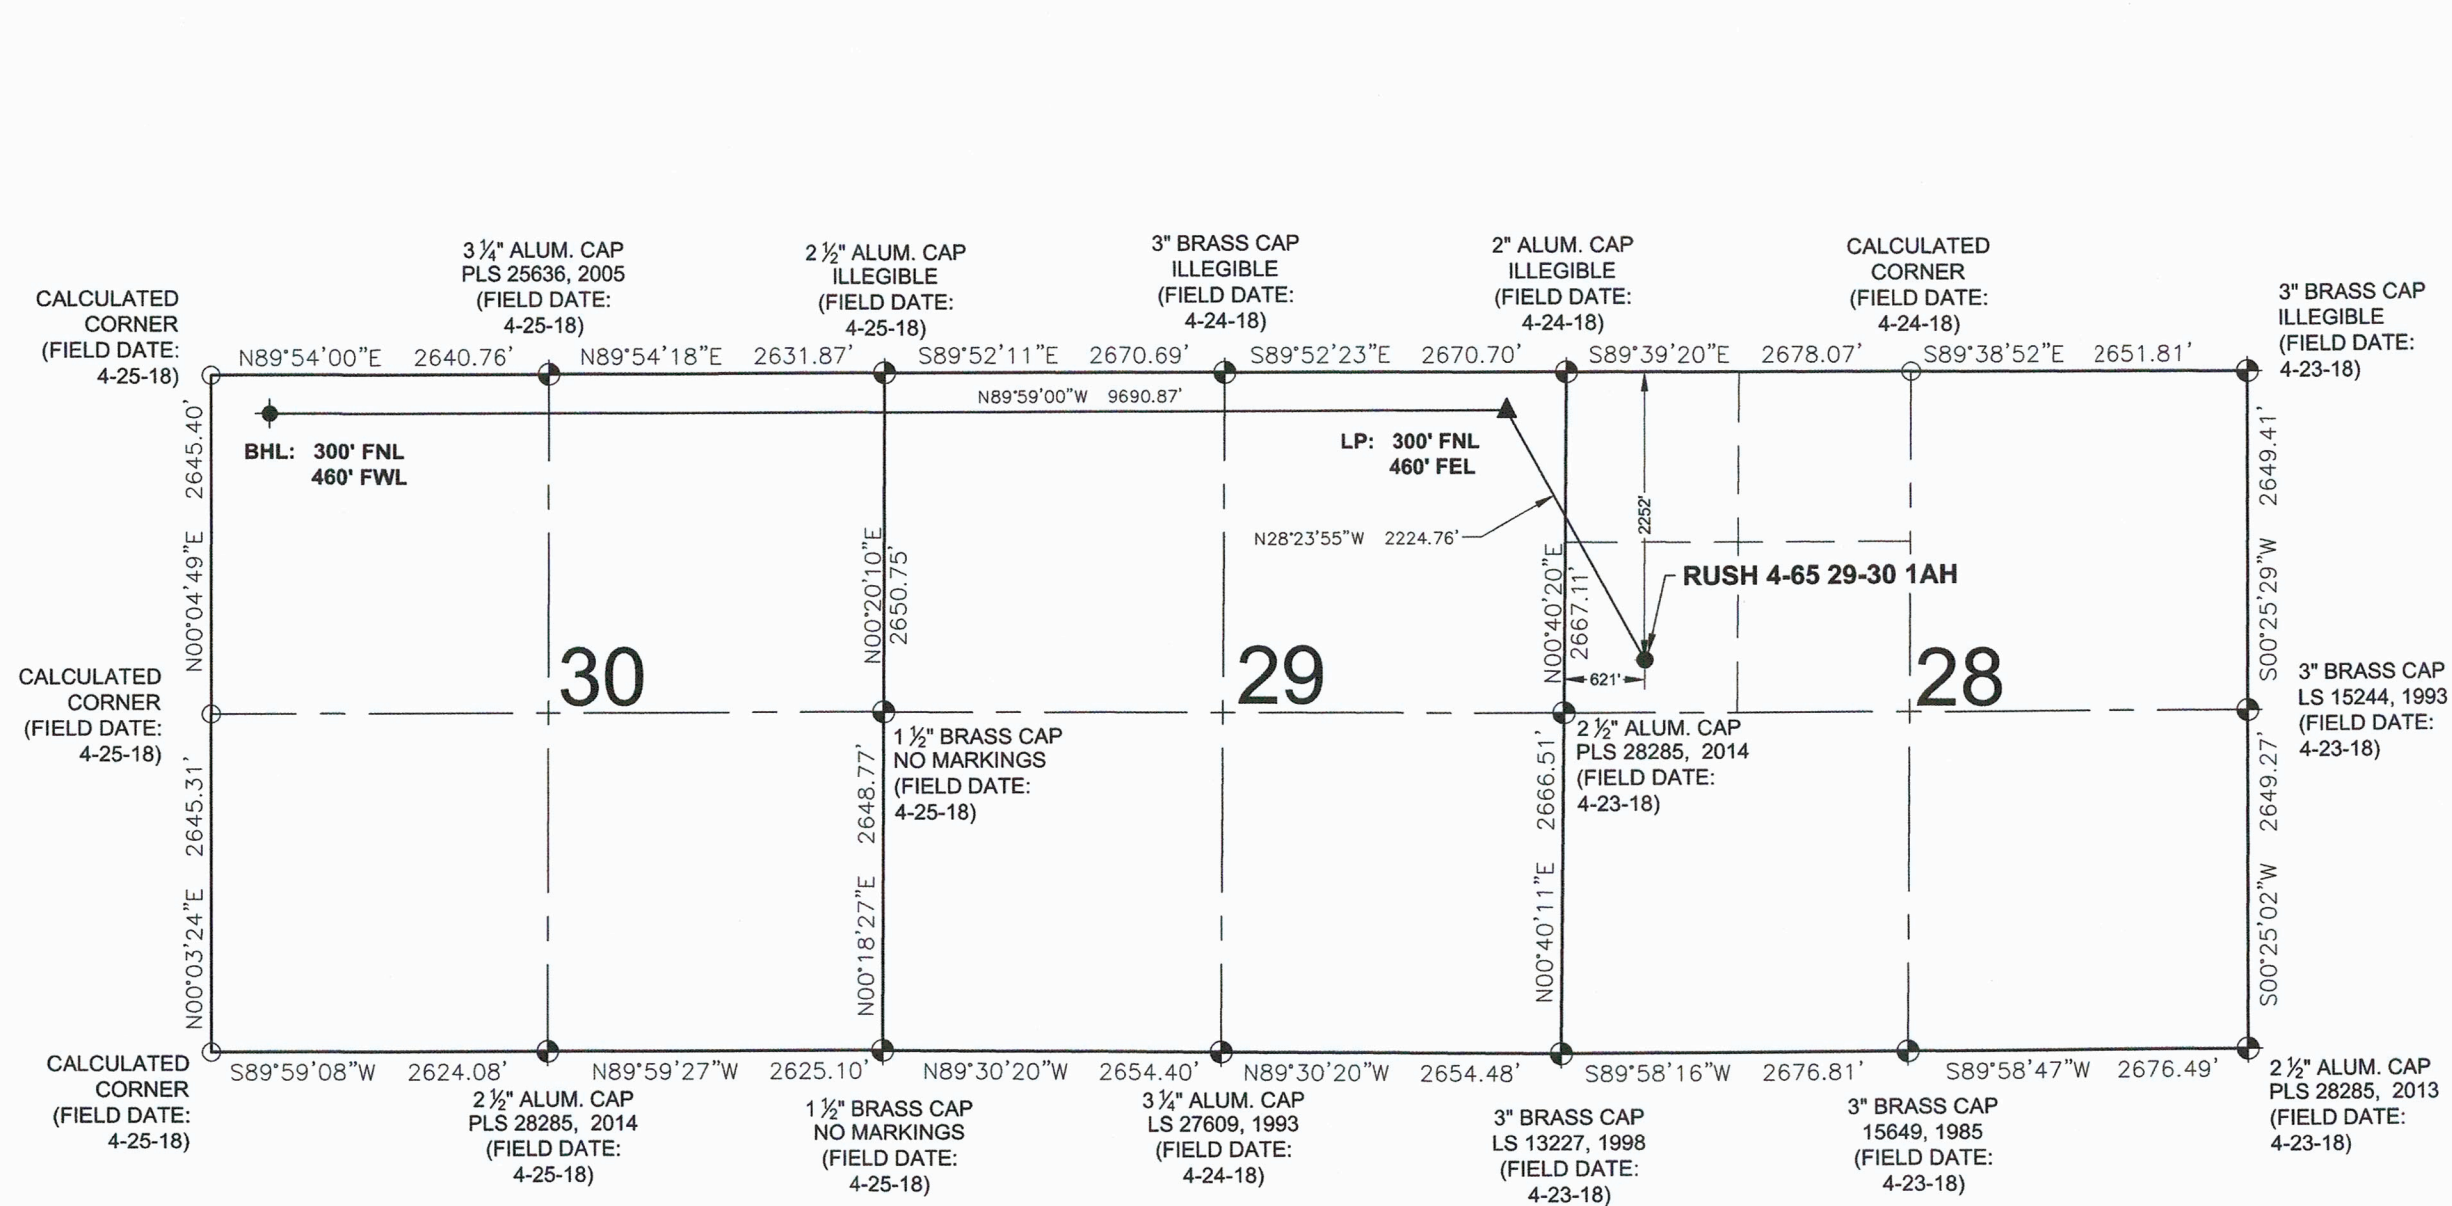 3 ¼" ALUM. CAP
PLS 25636, 2005
(FIELD DATE:
4-25-18)
2 ½" ALUM. CAP
ILLEGIBLE
(FIELD DATE:
4-25-18)
3" BRASS CAP
ILLEGIBLE
(FIELD DATE:
4-24-18)
2" ALUM. CAP
ILLEGIBLE
(FIELD DATE:
4-24-18)
CALCULATED
CORNER
(FIELD DATE:
4-24-18)
CALCULATED
CORNER
(FIELD DATE:
4-25-18)
3" BRASS CAP
ILLEGIBLE
(FIELD DATE:
4-23-18)
N89°54'00"E 2640.76'
N89°54'18"E 2631.87'
S89°52'11"E 2670.69'
S89°52'23"E 2670.70'
S89°39'20"E 2678.07'
S89°38'52"E 2651.81'
N89°59'00"W 9690.87'
BHL: 300' FNL
460' FWL
LP: 300' FNL
460' FEL
N28°23'55"W 2224.76'
2252'
RUSH 4-65 29-30 1AH
621'
N00°04'49"E 2645.40'
N00°20'10"E
2650.75'
N00°40'20"E
2667.11'
S00°25'29"W 2649.41'
30
29
28
CALCULATED
CORNER
(FIELD DATE:
4-25-18)
1 ½" BRASS CAP
NO MARKINGS
(FIELD DATE:
4-25-18)
2 ½" ALUM. CAP
PLS 28285, 2014
(FIELD DATE:
4-23-18)
3" BRASS CAP
LS 15244, 1993
(FIELD DATE:
4-23-18)
N00°03'24"E 2645.31'
N00°18'27"E 2648.77'
N00°40'11"E 2666.51'
S00°25'02"W 2649.27'
CALCULATED
CORNER
(FIELD DATE:
4-25-18)
S89°59'08"W 2624.08'
N89°59'27"W 2625.10'
N89°30'20"W 2654.40'
N89°30'20"W 2654.48'
S89°58'16"W 2676.81'
S89°58'47"W 2676.49'
2 ½" ALUM. CAP
PLS 28285, 2014
(FIELD DATE:
4-25-18)
1 ½" BRASS CAP
NO MARKINGS
(FIELD DATE:
4-25-18)
3 ¼" ALUM. CAP
LS 27609, 1993
(FIELD DATE:
4-24-18)
3" BRASS CAP
LS 13227, 1998
(FIELD DATE:
4-23-18)
3" BRASS CAP
15649, 1985
(FIELD DATE:
4-23-18)
2 ½" ALUM. CAP
PLS 28285, 2013
(FIELD DATE:
4-23-18)